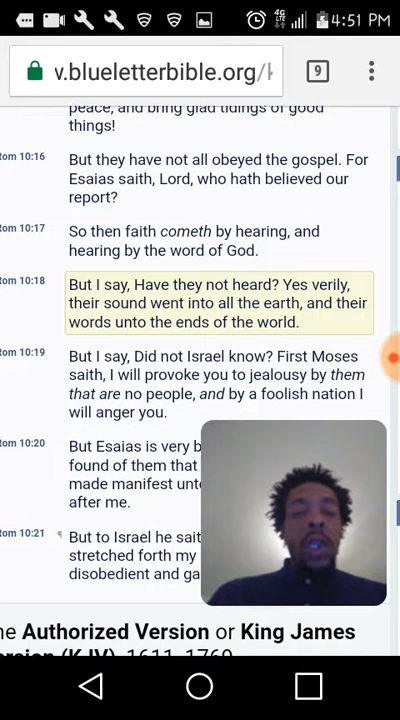 4G
LTE
4:51 PM
v.blueletterbible.org/k
9
peace, and bring glad tidings of good
things!
Rom 10:16
But they have not all obeyed the gospel. For
Esaias saith, Lord, who hath believed our
report?
Rom 10:17
So then faith cometh by hearing, and
hearing by the word of God.
Rom 10:18
But I say, Have they not heard? Yes verily,
their sound went into all the earth, and their
words unto the ends of the world.
Rom 10:19
But I say, Did not Israel know? First Moses
saith, I will provoke you to jealousy by them
that are no people, and by a foolish nation I
will anger you.
Rom 10:20
But Esaias is very b
found of them that
made manifest unt
after me.
Rom 10:21
¶ But to Israel he sait
stretched forth my
disobedient and ga
he Authorized Version or King James
ersion (KJV), 1611, 1769